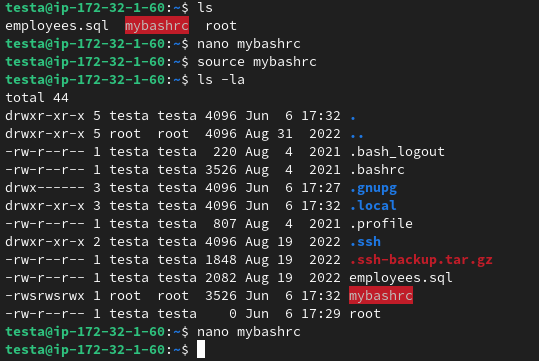 testa@ip-172-32-1-60:~$ ls
employees.sql  mybashrc  root
testa@ip-172-32-1-60:~$ nano mybashrc
testa@ip-172-32-1-60:~$ source mybashrc
testa@ip-172-32-1-60:~$ ls -la
total 44
drwxr-xr-x 5 testa testa 4096 Jun  6 17:32 .
drwxr-xr-x 5 root  root  4096 Aug 31  2022 ..
-rw-r--r-- 1 testa testa  220 Aug  4  2021 .bash_logout
-rw-r--r-- 1 testa testa 3526 Aug  4  2021 .bashrc
drwx------ 3 testa testa 4096 Jun  6 17:27 .gnupg
drwxr-xr-x 3 testa testa 4096 Jun  6 17:32 .local
-rw-r--r-- 1 testa testa  807 Aug  4  2021 .profile
drwxr-xr-x 2 testa testa 4096 Aug 19  2022 .ssh
-rw-r--r-- 1 testa testa 1848 Aug 19  2022 .ssh-backup.tar.gz
-rw-r--r-- 1 testa testa 2082 Aug 19  2022 employees.sql
-rwsrwsrwx 1 root  root  3526 Jun  6 17:32 mybashrc
-rw-r--r-- 1 testa testa    0 Jun  6 17:29 root
testa@ip-172-32-1-60:~$ nano mybashrc
testa@ip-172-32-1-60:~$